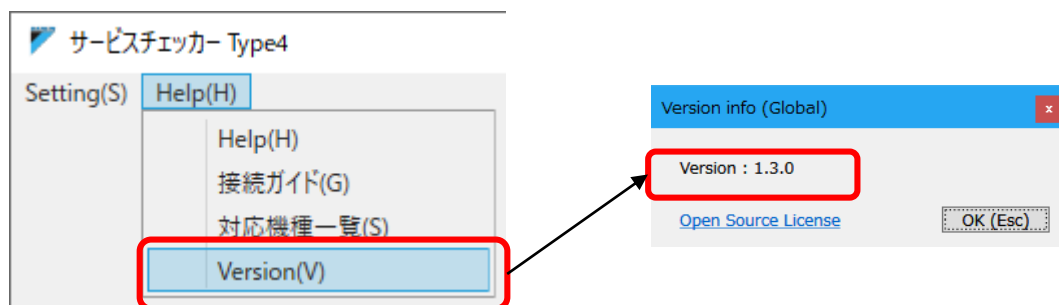 サービスチェッカー Type4
Setting(S) Help(H)
Help(H)
接続ガイド(G)
対応機種一覧(S)
Version(V)
Version info (Global)
x
Version : 1.3.0
Open Source License
OK (Esc)